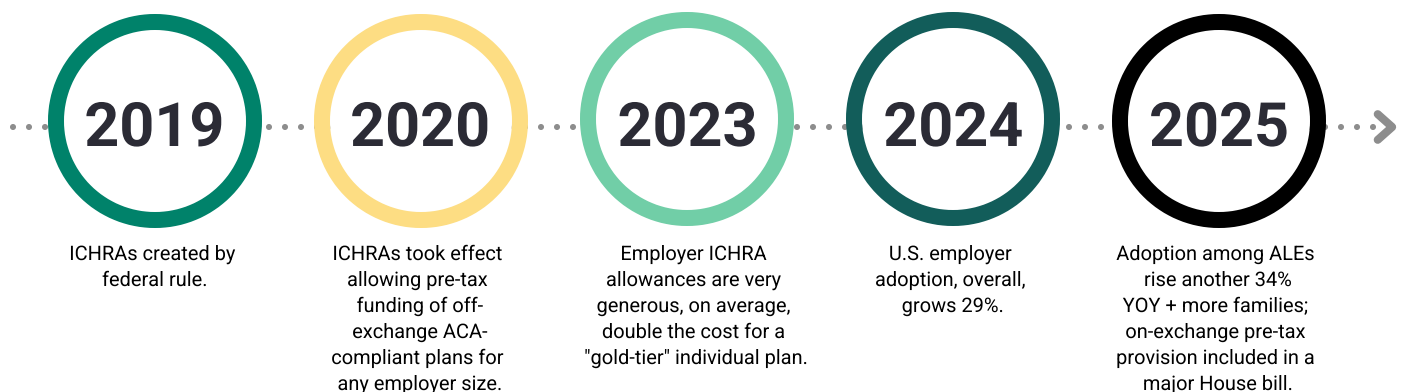 2019
ICHRAs created by
federal rule.
2020
ICHRAs took effect
allowing pre-tax
funding of off-
exchange ACA-
compliant plans for
any employer size.
2023
Employer ICHRA
allowances are very
generous, on average,
double the cost for a
"gold-tier" individual plan.
2024
U.S. employer
adoption, overall,
grows 29%.
2025
Adoption among ALEs
rise another 34%
YOY + more families;
on-exchange pre-tax
provision included in a
major House bill.